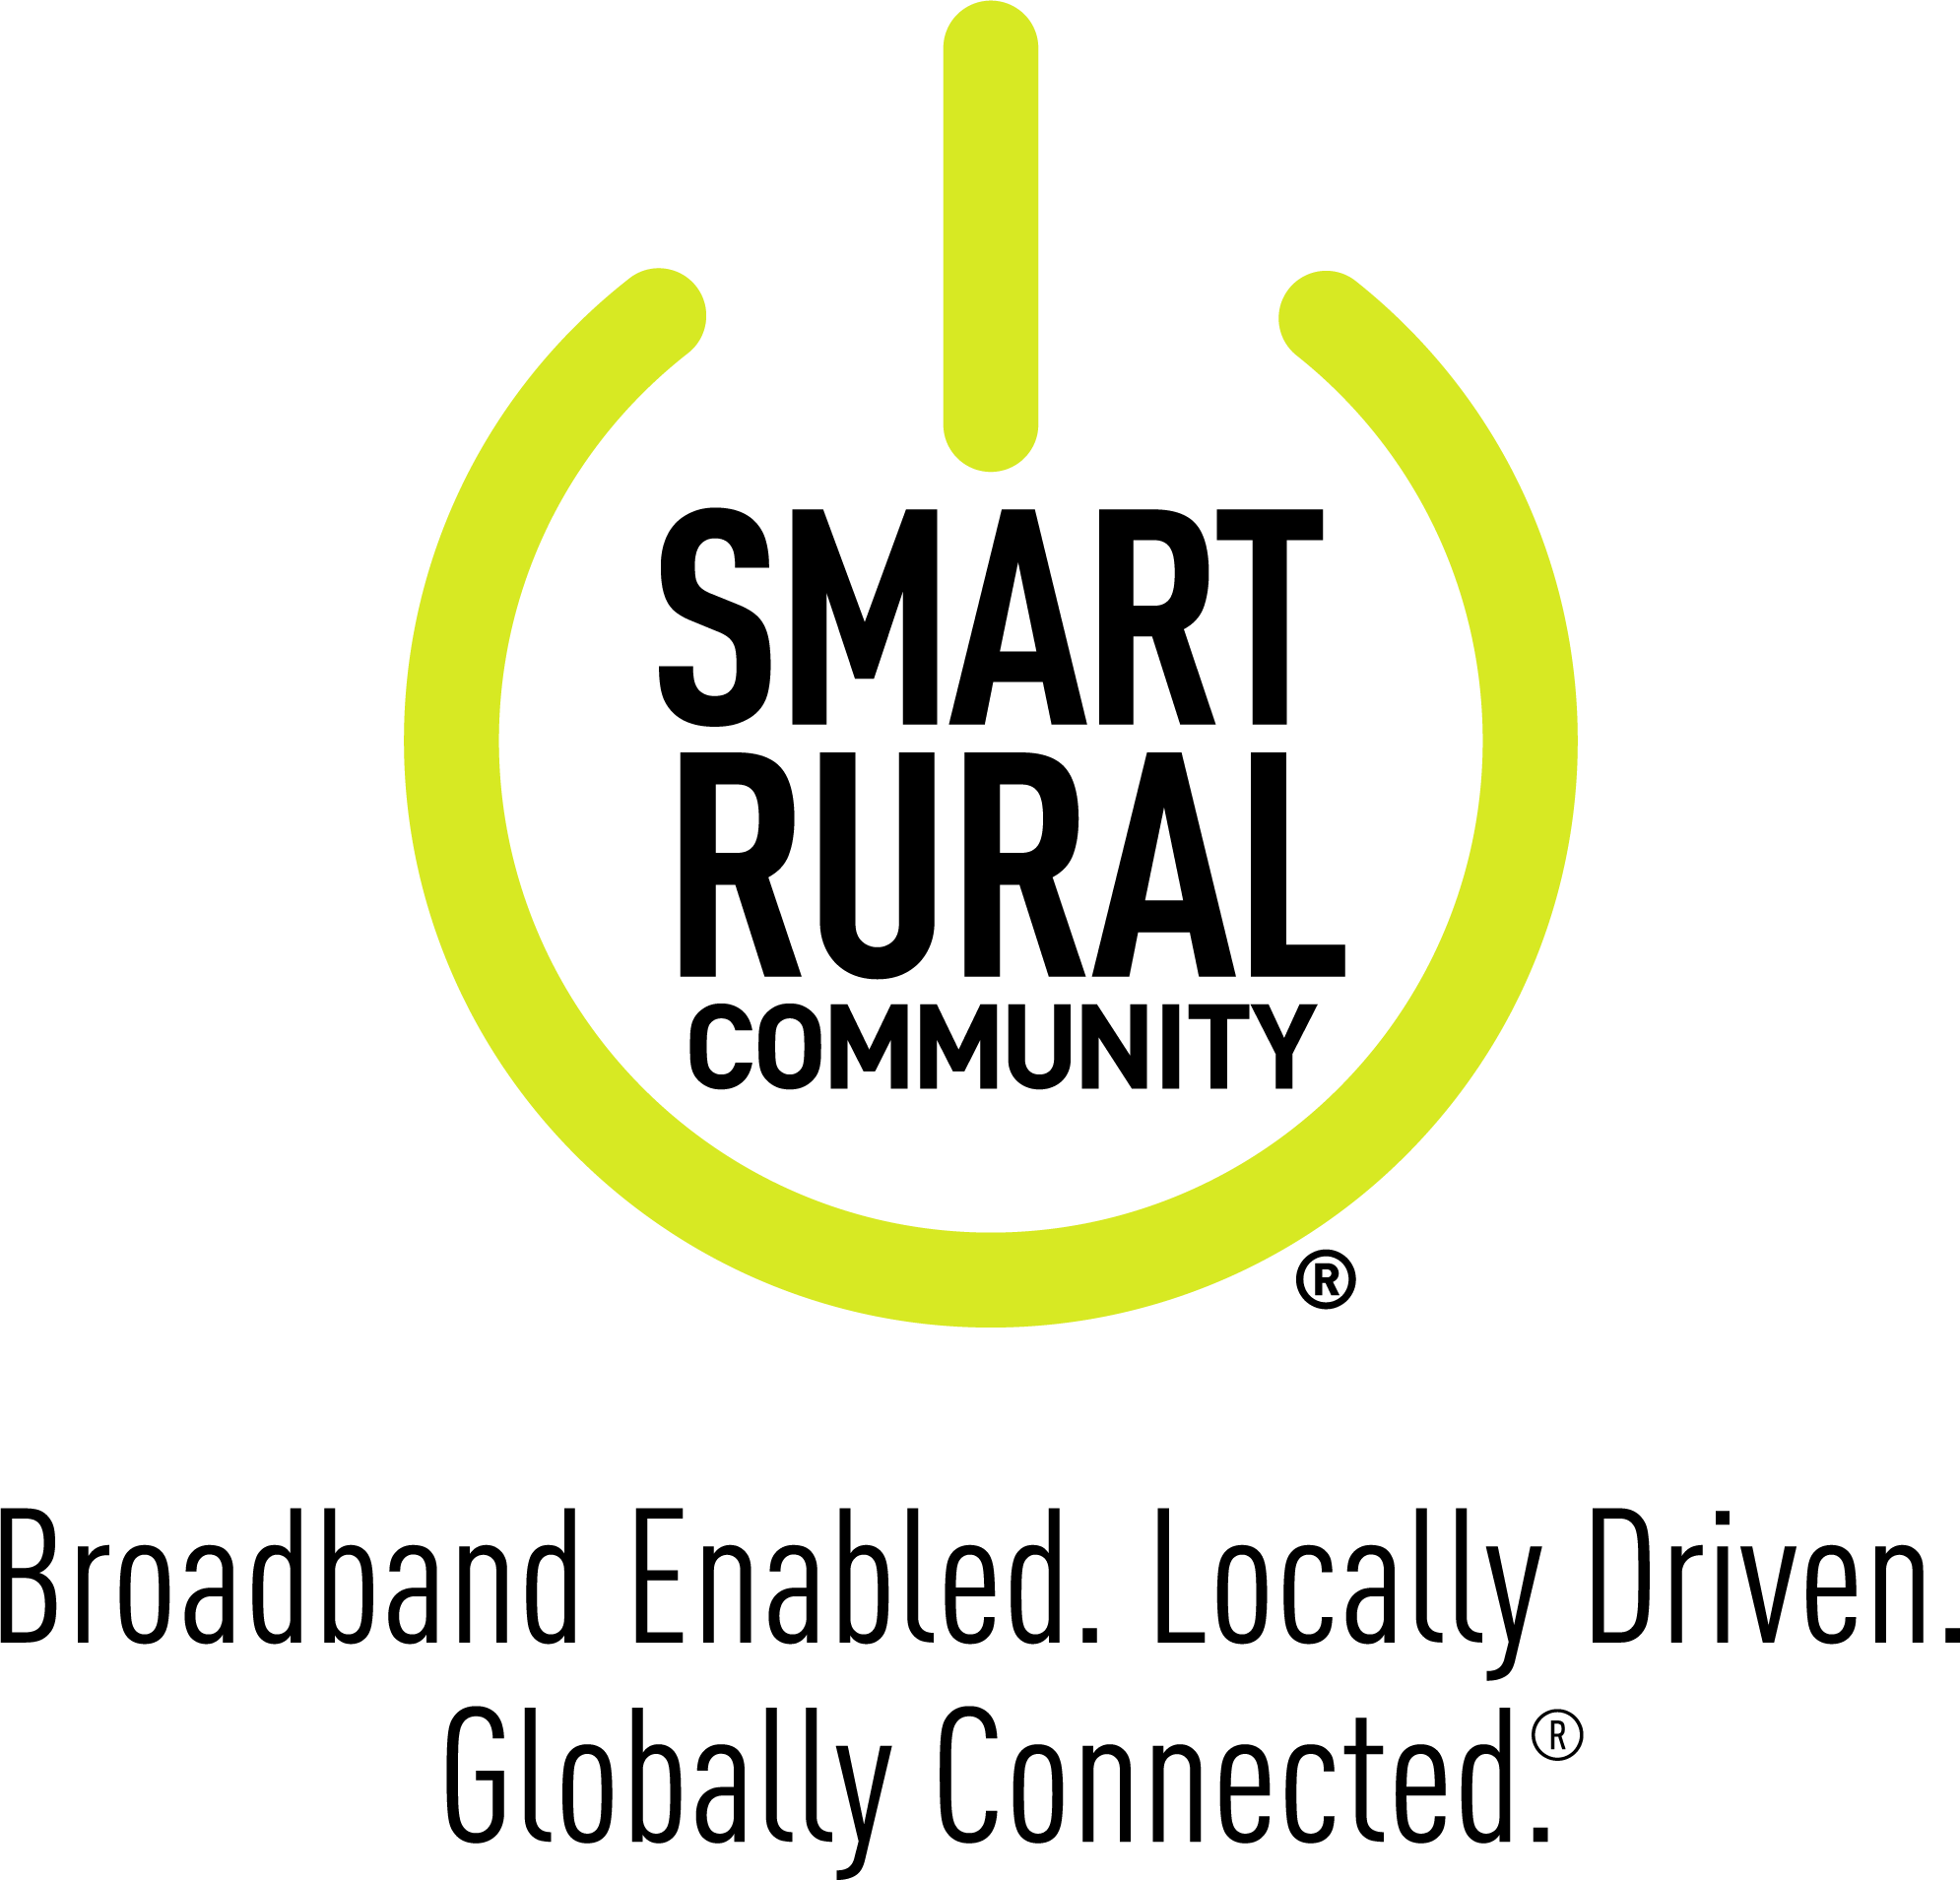 SMART
RURAL
COMMUNITY
®
Broadband Enabled. Locally Driven.
Globally Connected.®